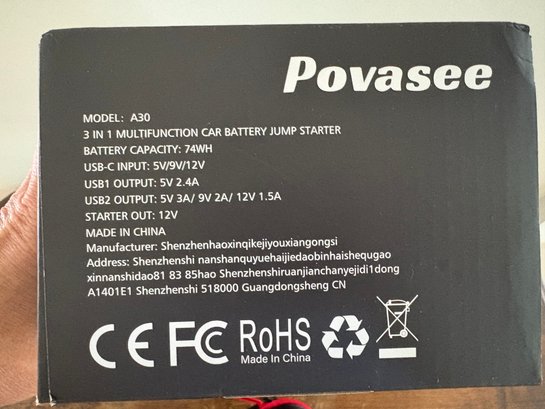 Povasee
MODEL: A30
3 IN 1 MULTIFUNCTION CAR BATTERY JUMP STARTER
BATTERY CAPACITY: 74WH
USB-C INPUT: 5V/9V/12V
USB1 OUTPUT: 5V 2.4A
USB2 OUTPUT: 5V 3A/ 9V 2A/ 12V 1.5A
STARTER OUT: 12V
MADE IN CHINA
Manufacturer: Shenzhenhaoxinqikejiyouxiangongsi
Address: Shenzhenshi nanshanquyuehaijiedaobinhaishequgao
xinnanshidao81 83 85hao Shenzhenshiruanjianchanyejidi1dong
A1401E1 Shenzhenshi 518000 Guangdongsheng CN
CE FC RoHS
Made In China